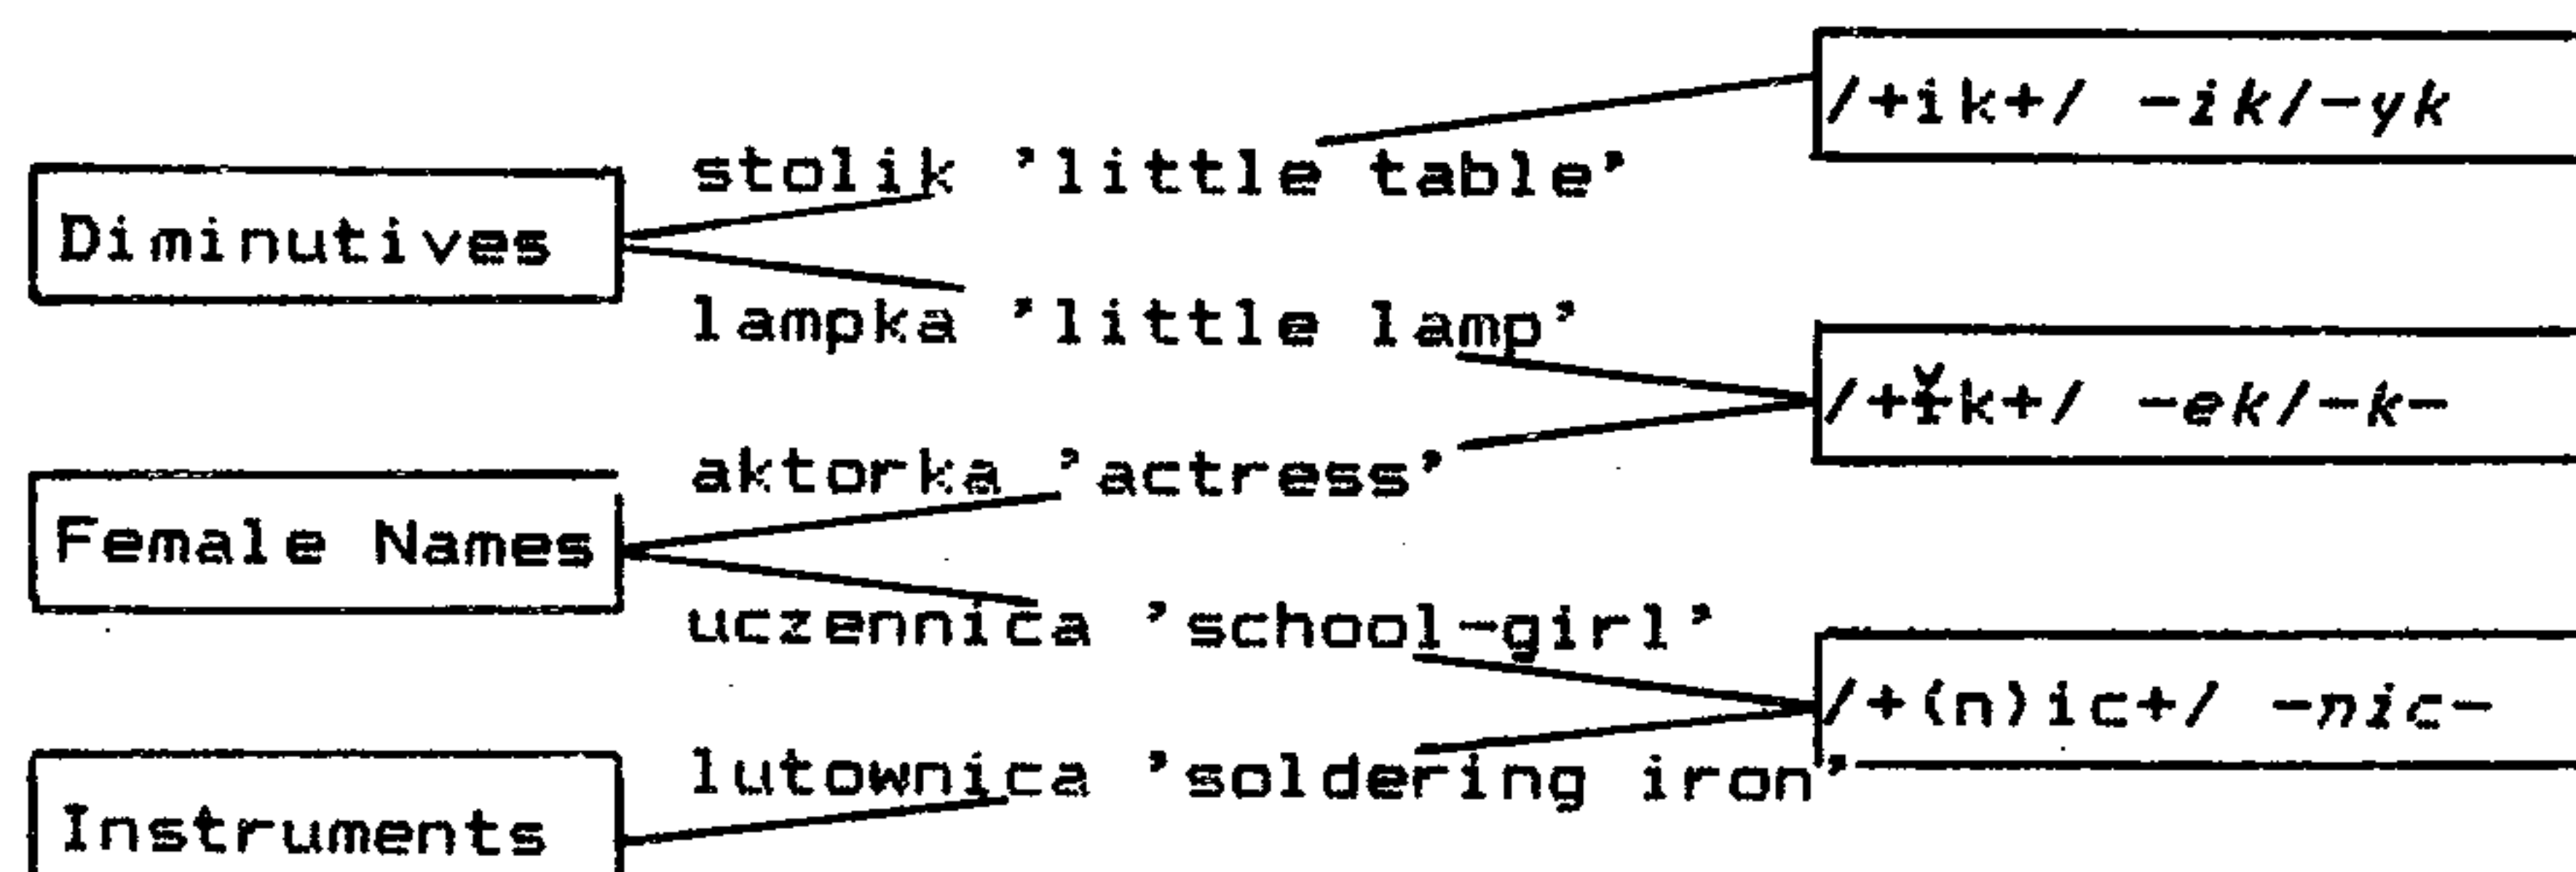 /+ik+/ -ik/-yk
stolik 'little table'
Diminutives
lampka 'little lamp'
/+ɨ̌k+/ -ek/-k-
aktorka 'actress'
Female Names
uczennica 'school-girl'
/+(n)ic+/ -nic-
lutownica 'soldering iron'
Instruments